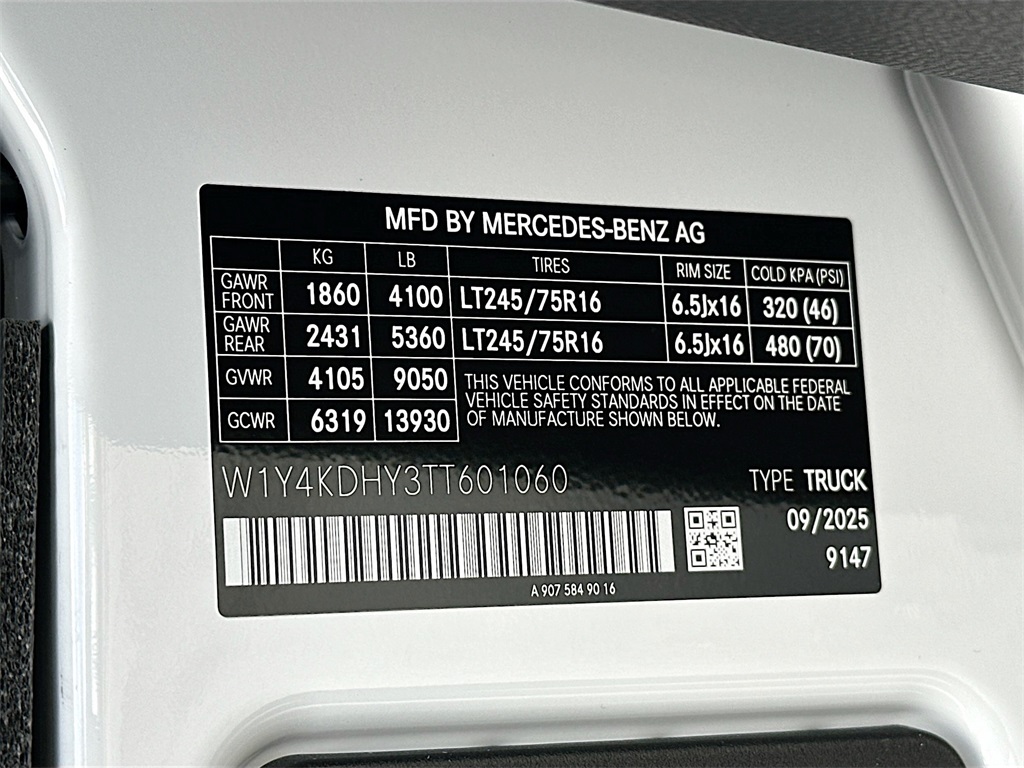 MFD BY MERCEDES-BENZ AG
KG LB TIRES RIM SIZE COLD KPA (PSI)
GAWR FRONT 1860 4100 LT245/75R16 6.5Jx16 320 (46)
GAWR REAR 2431 5360 LT245/75R16 6.5Jx16 480 (70)
GVWR 4105 9050
GCWR 6319 13930
THIS VEHICLE CONFORMS TO ALL APPLICABLE FEDERAL
VEHICLE SAFETY STANDARDS IN EFFECT ON THE DATE
OF MANUFACTURE SHOWN BELOW.
W1Y4KDHY3TT601060 TYPE TRUCK
09/2025
9147
A 907 584 90 16